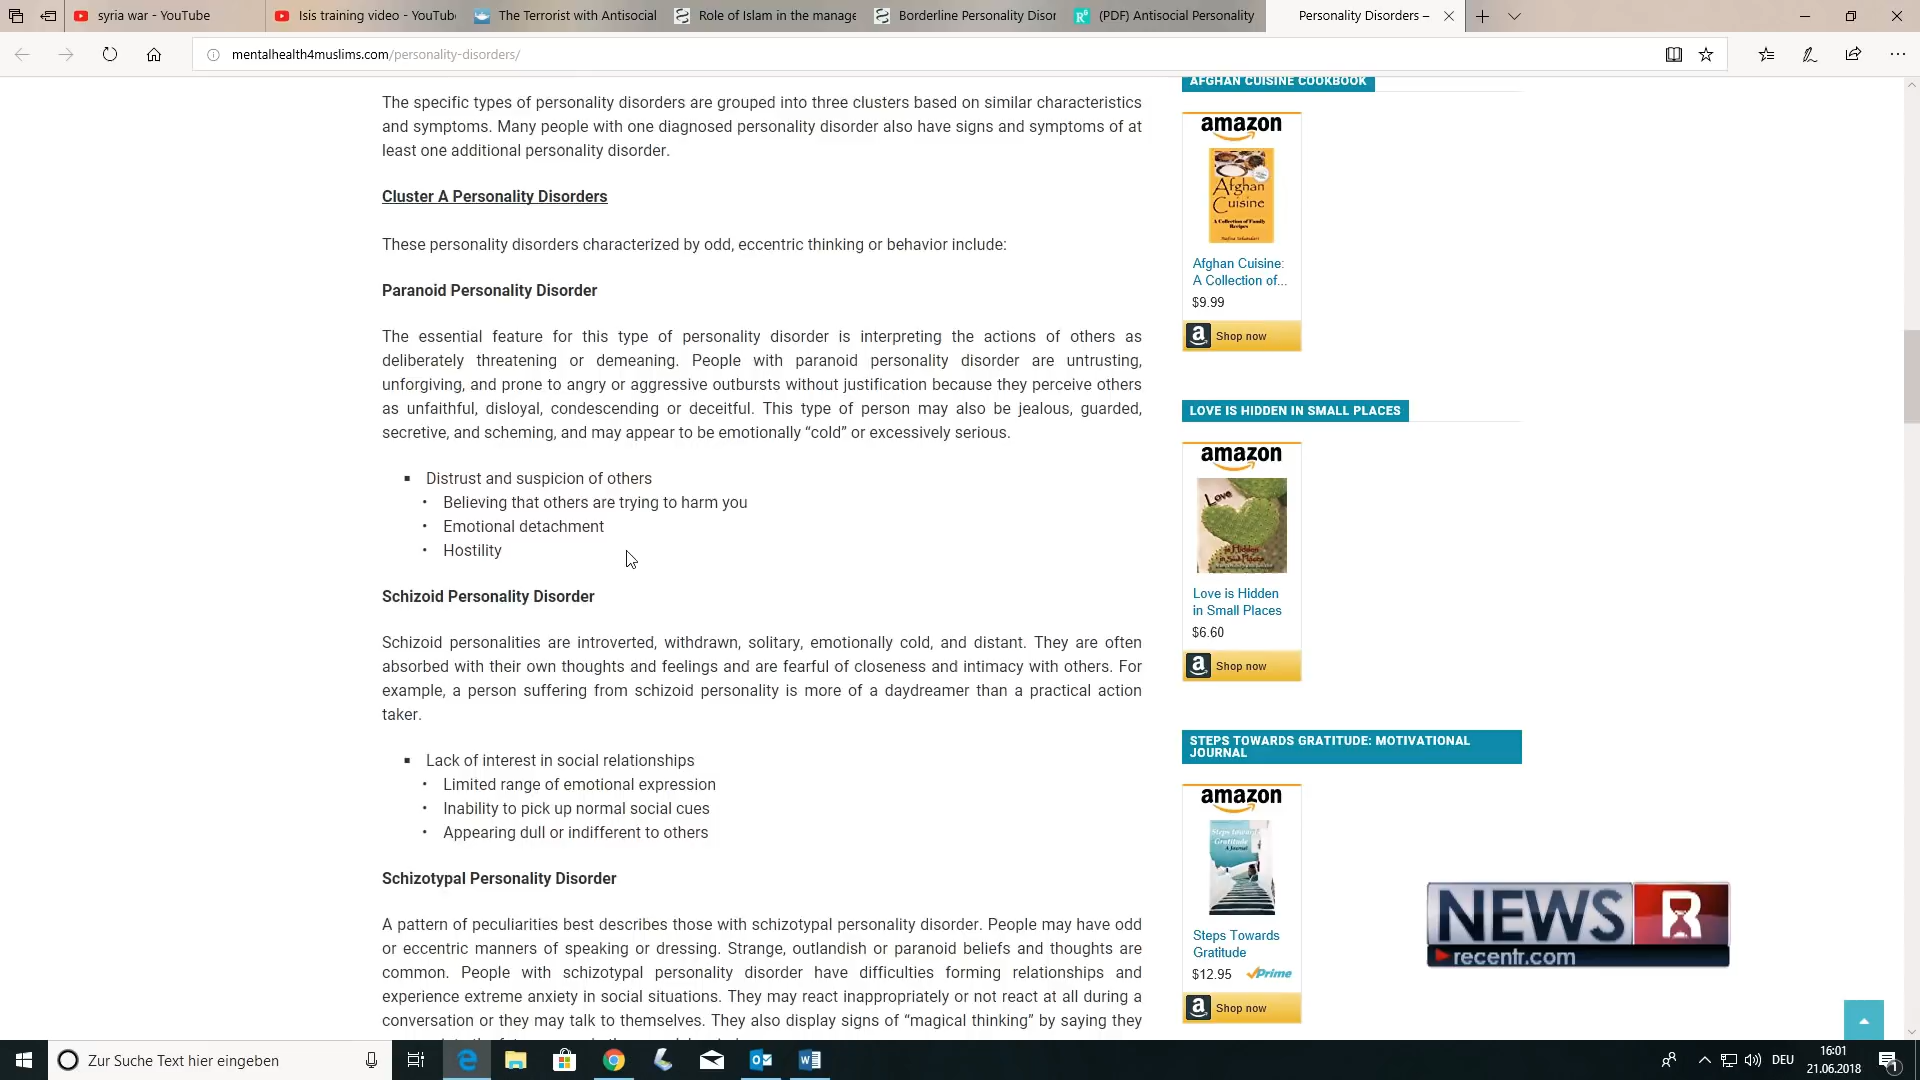 syria war - YouTube
Isis training video - YouTub
The Terrorist with Antisocial
Role of Islam in the manage
Borderline Personality Disor
(PDF) Antisocial Personality
Personality Disorders –
mentalhealth4muslims.com/personality-disorders/
The specific types of personality disorders are grouped into three clusters based on similar characteristics
and symptoms. Many people with one diagnosed personality disorder also have signs and symptoms of at
least one additional personality disorder.
Cluster A Personality Disorders
These personality disorders characterized by odd, eccentric thinking or behavior include:
Paranoid Personality Disorder
The essential feature for this type of personality disorder is interpreting the actions of others as
deliberately threatening or demeaning. People with paranoid personality disorder are untrusting,
unforgiving, and prone to angry or aggressive outbursts without justification because they perceive others
as unfaithful, disloyal, condescending or deceitful. This type of person may also be jealous, guarded,
secretive, and scheming, and may appear to be emotionally “cold” or excessively serious.
▪ Distrust and suspicion of others
• Believing that others are trying to harm you
• Emotional detachment
• Hostility
Schizoid Personality Disorder
Schizoid personalities are introverted, withdrawn, solitary, emotionally cold, and distant. They are often
absorbed with their own thoughts and feelings and are fearful of closeness and intimacy with others. For
example, a person suffering from schizoid personality is more of a daydreamer than a practical action
taker.
▪ Lack of interest in social relationships
• Limited range of emotional expression
• Inability to pick up normal social cues
• Appearing dull or indifferent to others
Schizotypal Personality Disorder
A pattern of peculiarities best describes those with schizotypal personality disorder. People may have odd
or eccentric manners of speaking or dressing. Strange, outlandish or paranoid beliefs and thoughts are
common. People with schizotypal personality disorder have difficulties forming relationships and
experience extreme anxiety in social situations. They may react inappropriately or not react at all during a
conversation or they may talk to themselves. They also display signs of “magical thinking” by saying they
AFGHAN CUISINE COOKBOOK
amazon
Afghan
Cuisine
A Collection of Family
Recipes
Afghan Cuisine:
A Collection of...
$9.99
Shop now
LOVE IS HIDDEN IN SMALL PLACES
amazon
Love
is Hidden
in Small Places
Love is Hidden
in Small Places
$6.60
Shop now
STEPS TOWARDS GRATITUDE: MOTIVATIONAL
JOURNAL
amazon
Steps toward
Gratitude
A Journal
Steps Towards
Gratitude
$12.95 Prime
Shop now
NEWS R
recentr.com
Zur Suche Text hier eingeben
DEU
16:01
21.06.2018
1